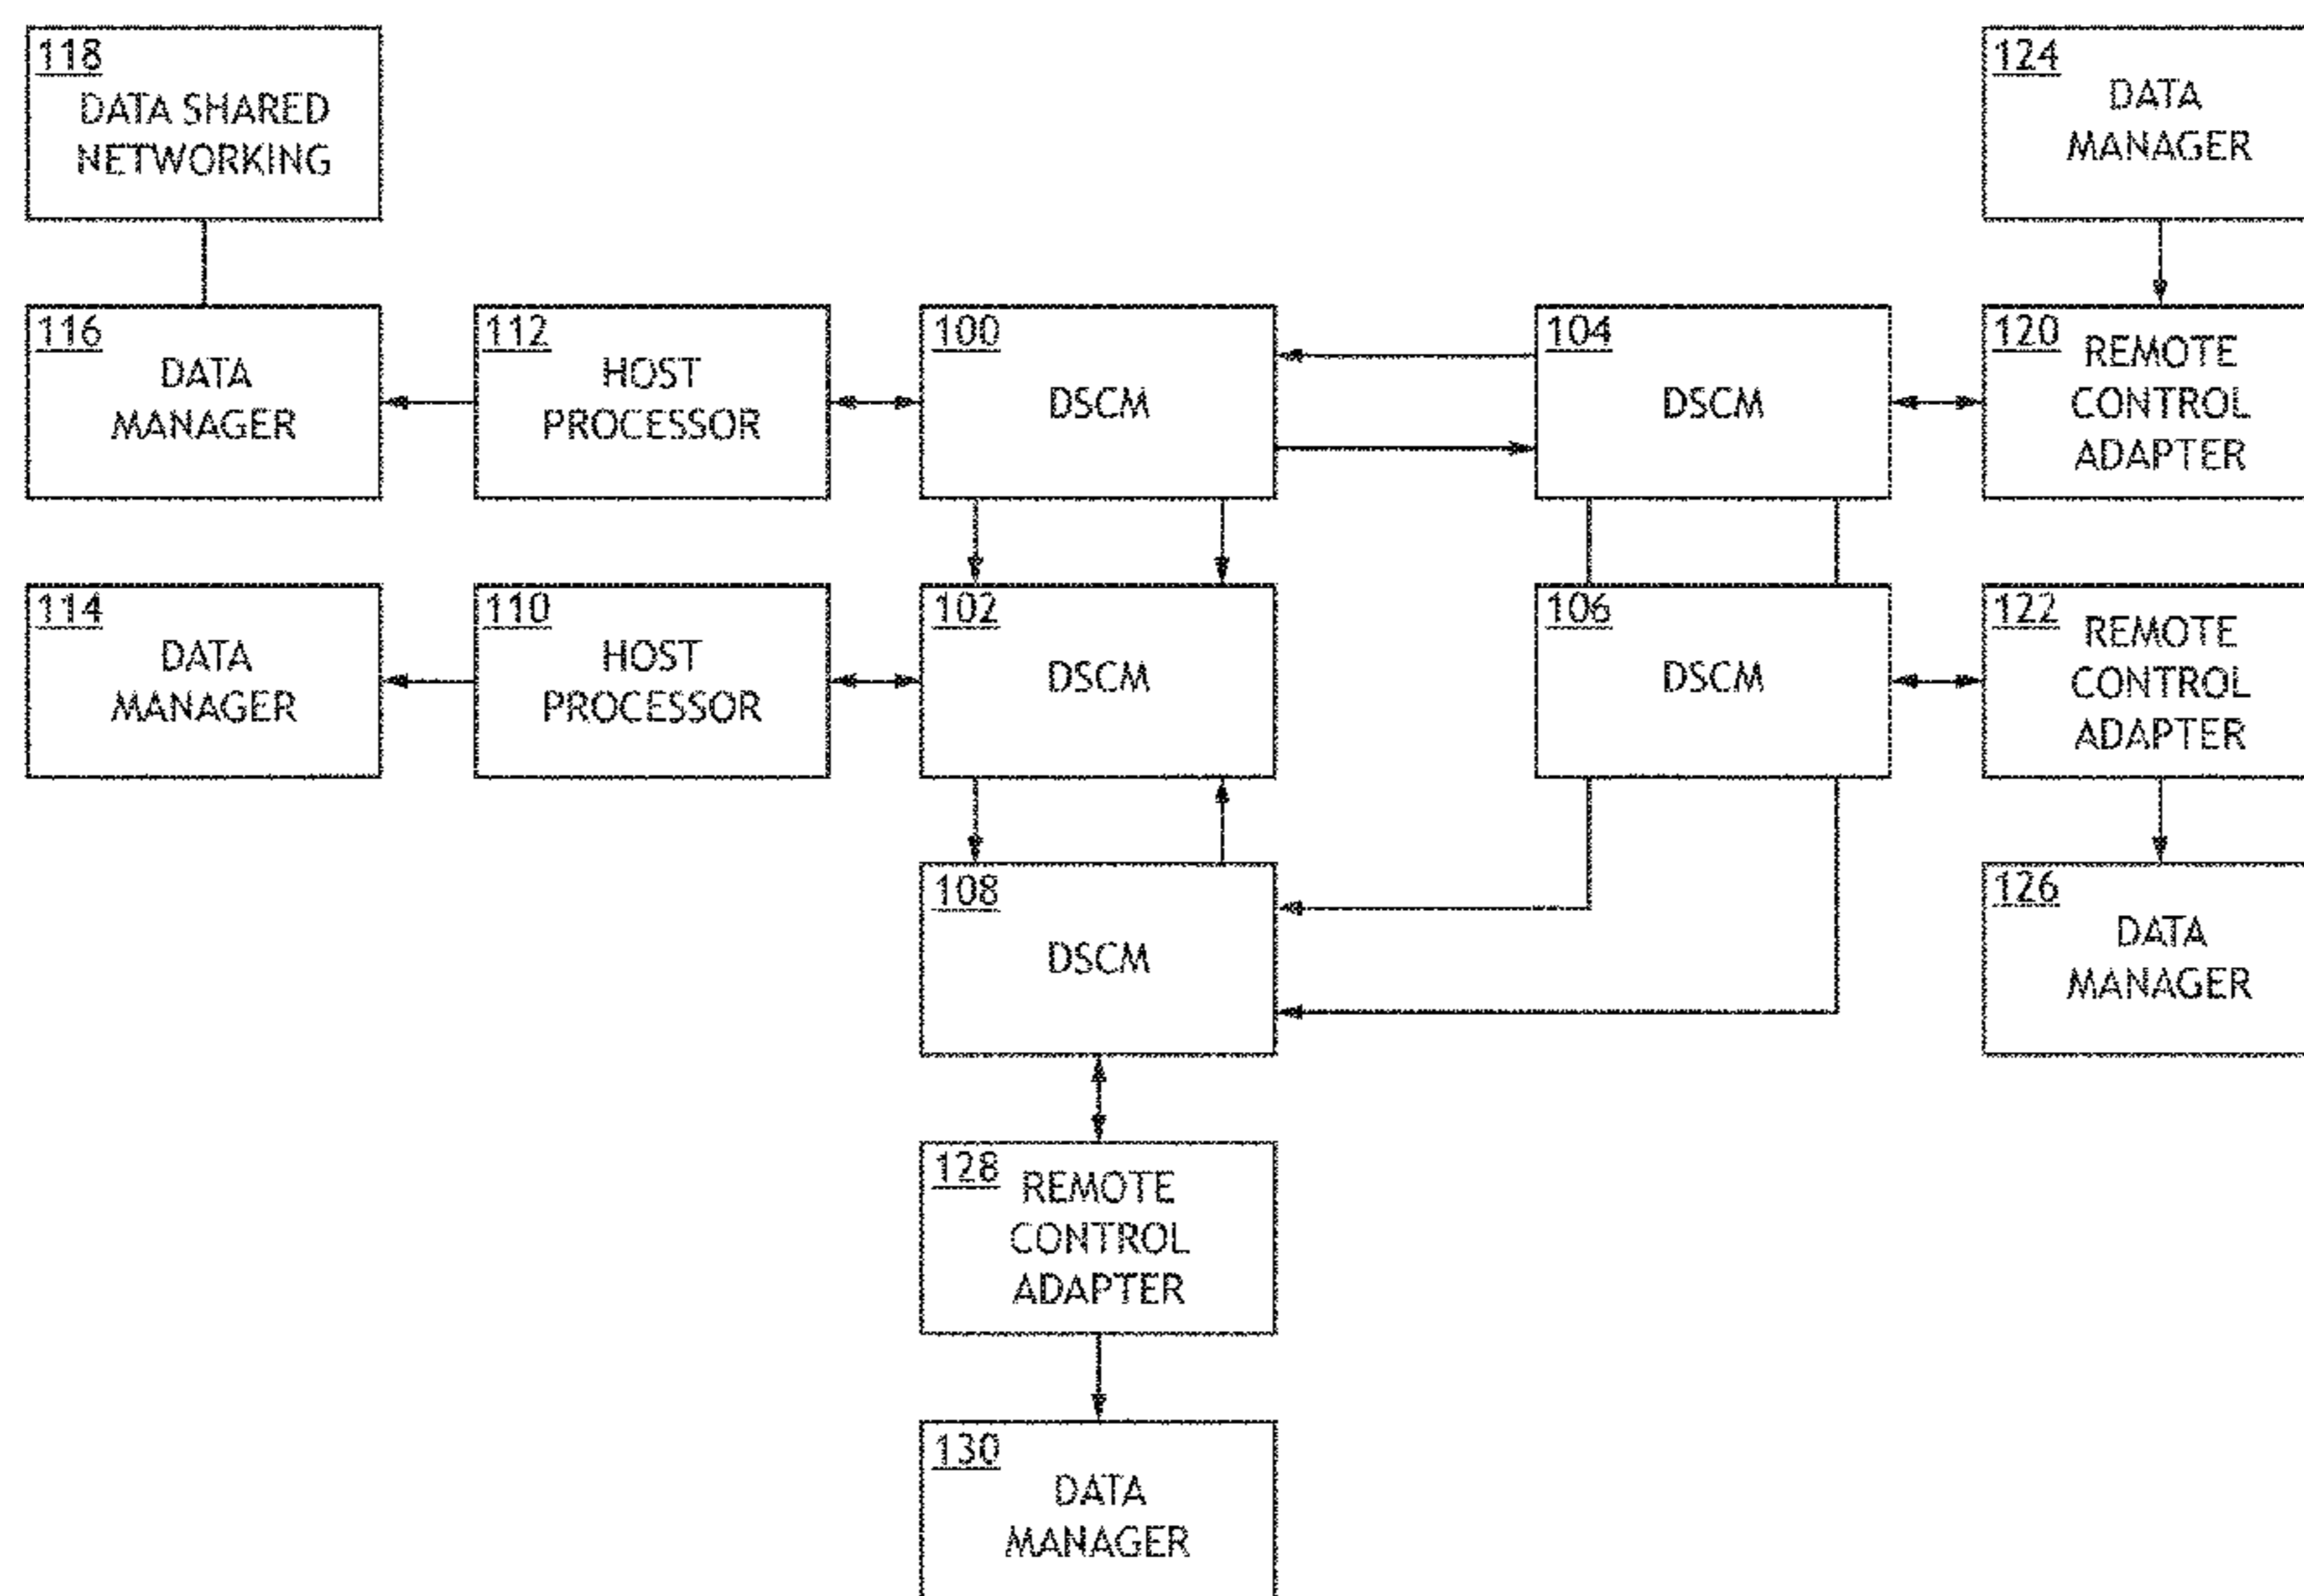 118
DATA SHARED
NETWORKING
124
DATA
MANAGER
116
DATA
MANAGER
112
HOST
PROCESSOR
100
DSCM
104
DSCM
120
REMOTE
CONTROL
ADAPTER
114
DATA
MANAGER
110
HOST
PROCESSOR
102
DSCM
106
DSCM
122
REMOTE
CONTROL
ADAPTER
108
DSCM
126
DATA
MANAGER
128
REMOTE
CONTROL
ADAPTER
130
DATA
MANAGER